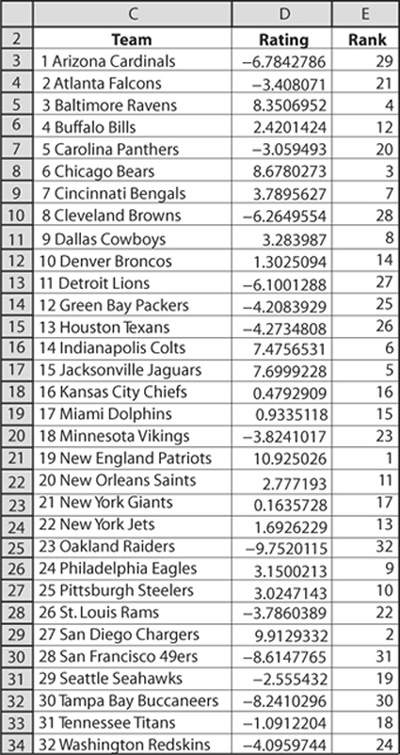 C D E
2 Team Rating Rank
3 1 Arizona Cardinals −6.7842786 29
4 2 Atlanta Falcons −3.408071 21
5 3 Baltimore Ravens 8.3506952 4
6 4 Buffalo Bills 2.4201424 12
7 5 Carolina Panthers −3.059493 20
8 6 Chicago Bears 8.6780273 3
9 7 Cincinnati Bengals 3.7895627 7
10 8 Cleveland Browns −6.2649554 28
11 9 Dallas Cowboys 3.283987 8
12 10 Denver Broncos 1.3025094 14
13 11 Detroit Lions −6.1001288 27
14 12 Green Bay Packers −4.2083929 25
15 13 Houston Texans −4.2734808 26
16 14 Indianapolis Colts 7.4756531 6
17 15 Jacksonville Jaguars 7.6999228 5
18 16 Kansas City Chiefs 0.4792909 16
19 17 Miami Dolphins 0.9335118 15
20 18 Minnesota Vikings −3.8241017 23
21 19 New England Patriots 10.925026 1
22 20 New Orleans Saints 2.777193 11
23 21 New York Giants 0.1635728 17
24 22 New York Jets 1.6926229 13
25 23 Oakland Raiders −9.7520115 32
26 24 Philadelphia Eagles 3.1500213 9
27 25 Pittsburgh Steelers 3.0247143 10
28 26 St. Louis Rams −3.7860389 22
29 27 San Diego Chargers 9.9129332 2
30 28 San Francisco 49ers −8.6147765 31
31 29 Seattle Seahawks −2.555432 19
32 30 Tampa Bay Buccaneers −8.2410296 30
33 31 Tennessee Titans −1.0912204 18
34 32 Washington Redskins −4.0959744 24